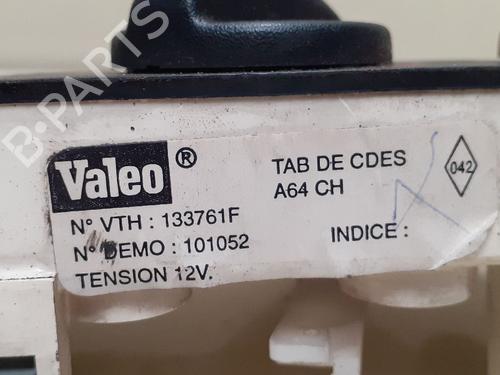 B-PARTS
Valeo ®
TAB DE CDES
A64 CH
042
N° VTH : 133761F
N° DEMO : 101052
INDICE :
TENSION 12V.